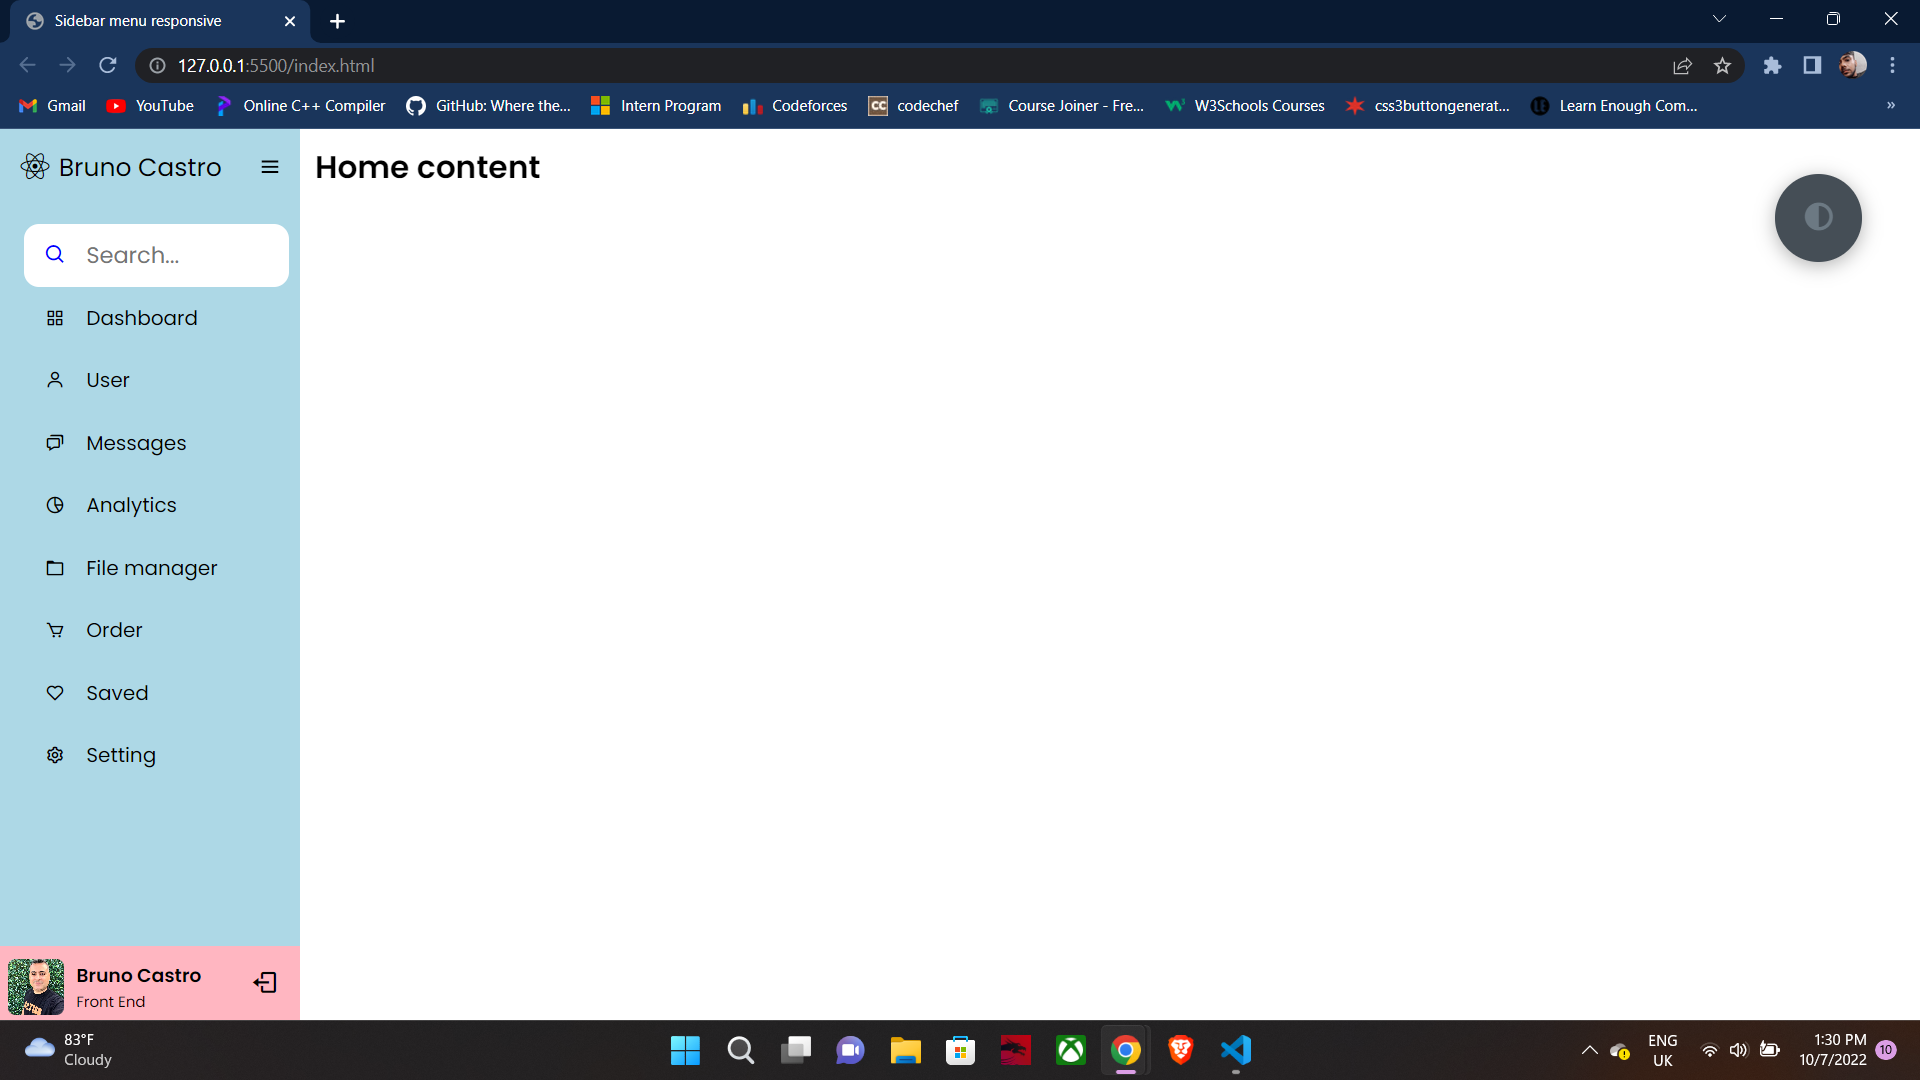 Sidebar menu responsive
127.0.0.1:5500/index.html
Gmail
YouTube
Online C++ Compiler
GitHub: Where the...
Intern Program
Codeforces
CC
codechef
Course Joiner - Fre...
W3Schools Courses
css3buttongenerat...
LE
Learn Enough Com...
»
Bruno Castro
Home content
Search...
Dashboard
User
Messages
Analytics
File manager
Order
Saved
Setting
Bruno Castro
Front End
83°F
Cloudy
ENG
UK
1:30 PM
10/7/2022
10